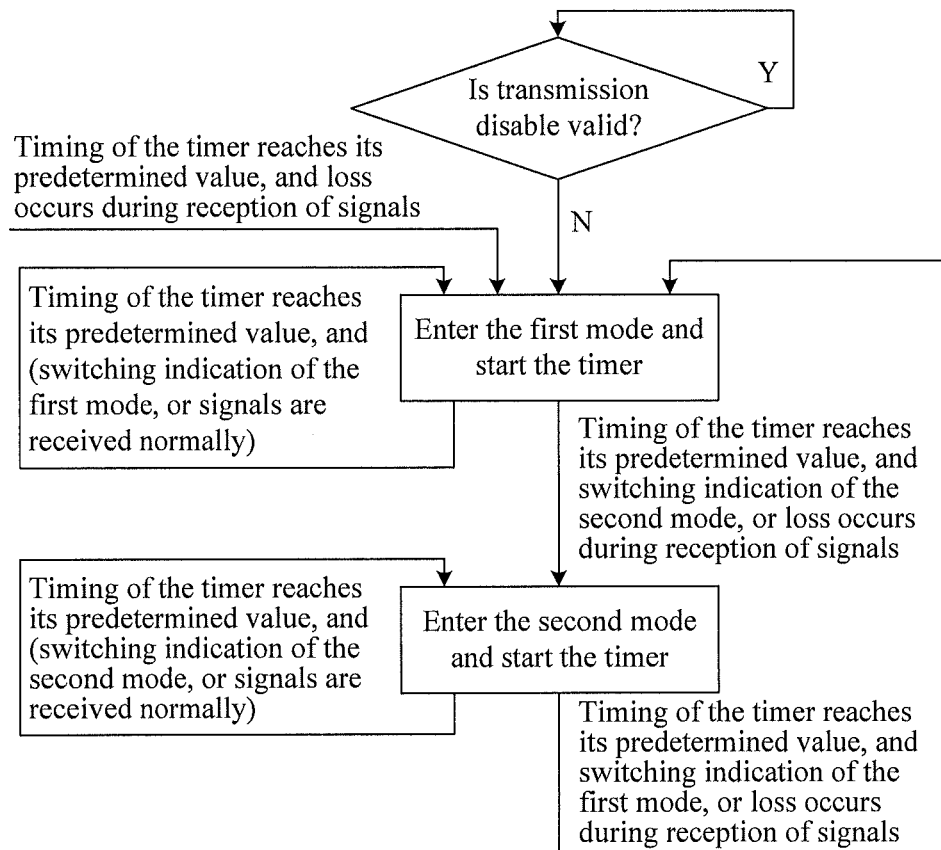 Y
Is transmission
disable valid?
Timing of the timer reaches its
predetermined value, and loss
occurs during reception of signals
N
Timing of the timer reaches
its predetermined value, and
(switching indication of the
first mode, or signals are
received normally)
Enter the first mode and
start the timer
Timing of the timer reaches
its predetermined value, and
switching indication of the
second mode, or loss occurs
during reception of signals
Timing of the timer reaches
its predetermined value, and
(switching indication of the
second mode, or signals are
received normally)
Enter the second mode
and start the timer
Timing of the timer reaches
its predetermined value, and
switching indication of the
first mode, or loss occurs
during reception of signals